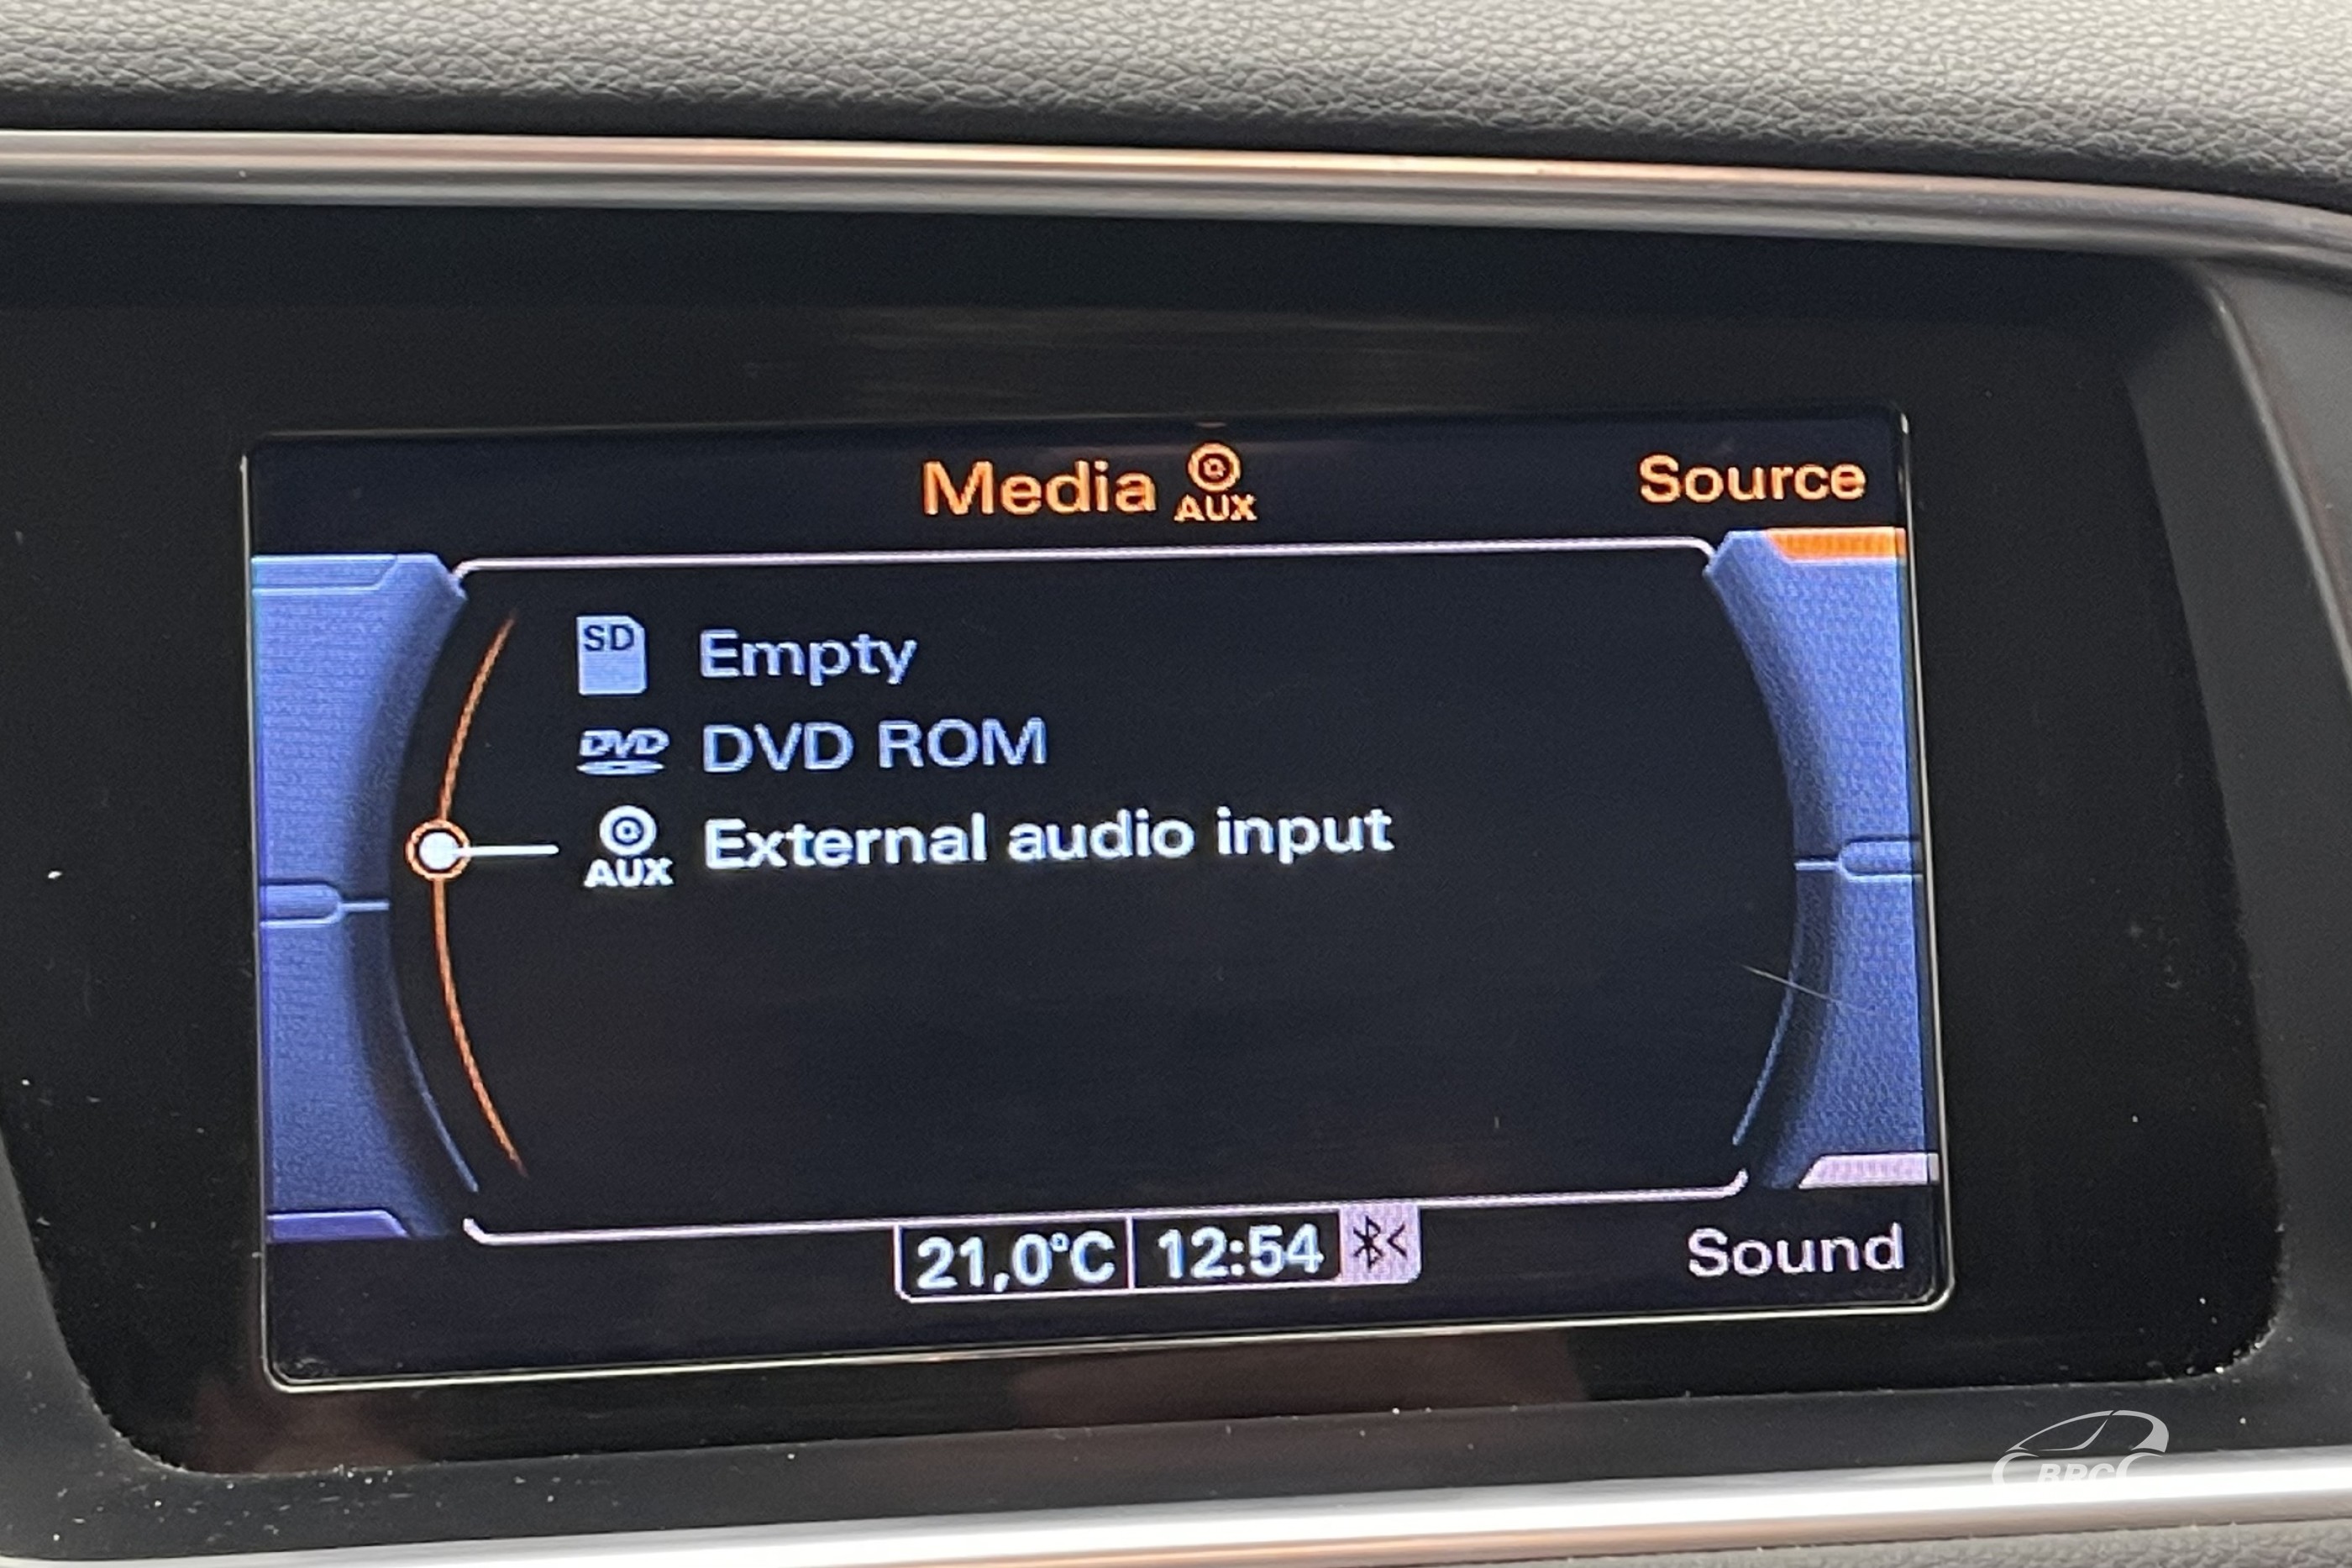 Media AUX Source
SD Empty
DVD DVD ROM
AUX External audio input
21,0°C 12:54
Sound
BRC